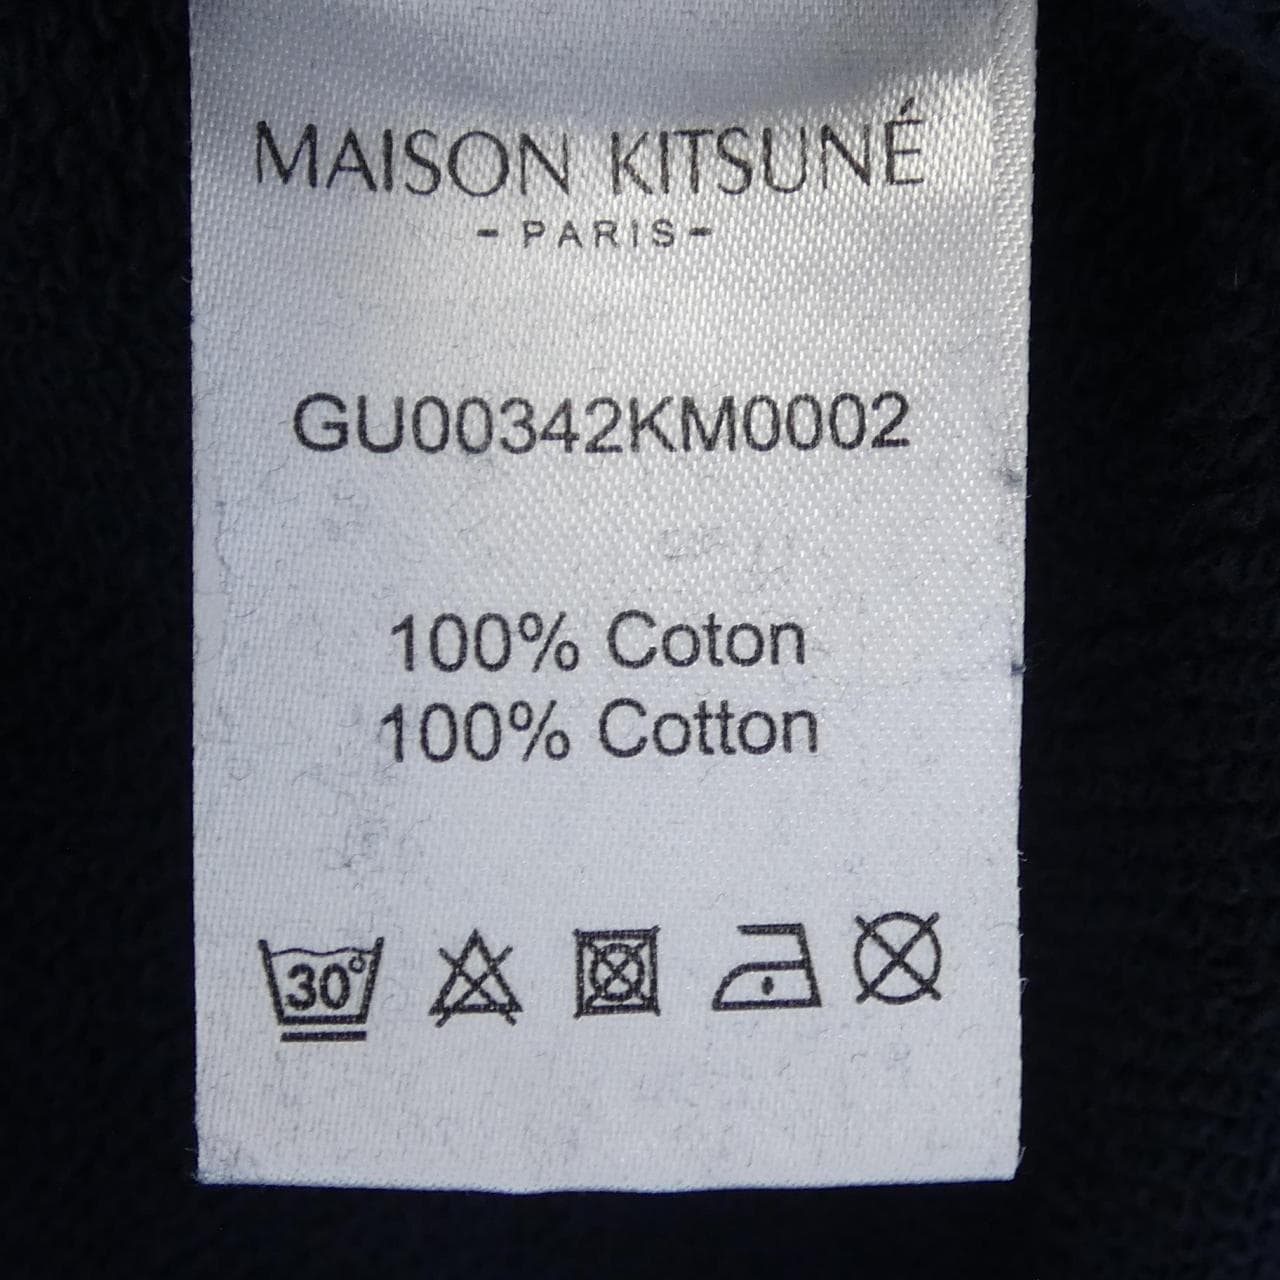 MAISON KITSUNÉ
- PARIS -
GU00342KM0002
100% Coton
100% Cotton
30°